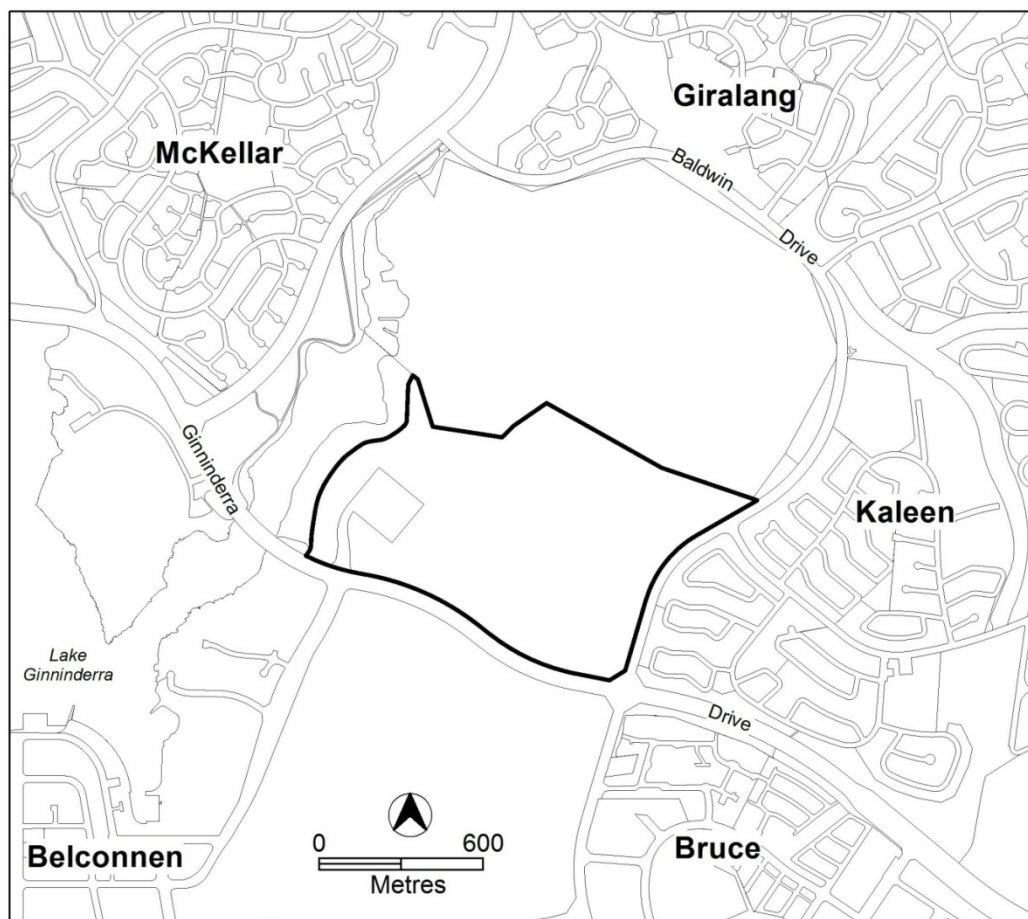 Giralang
McKellar
Baldwin
Drive
Ginninderra
Kaleen
Lake
Ginninderra
Drive
0 600
Metres
Belconnen
Bruce